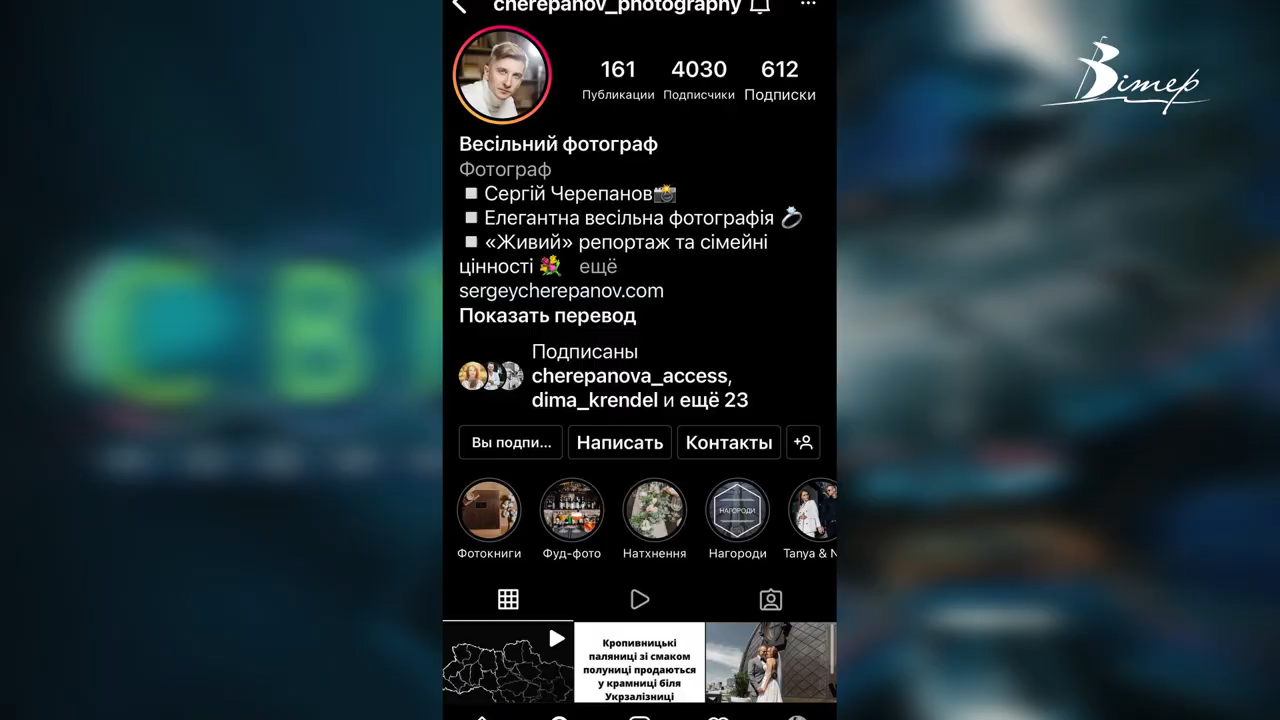 cherepanov_photography
Вітер
161 4030 612
Публикации Подписчики Подписки
Весільний фотограф
Фотограф
Сергій Черепанов
Елегантна весільна фотографія
«Живий» репортаж та сімейні
цінності ещё
sergeycherepanov.com
Показать перевод
Подписаны
cherepanova_access,
dima_krendel и ещё 23
Вы подпи... Написать Контакты
НАГОРОДИ
Фотокниги Фуд-фото Натхнення Нагороди Tanya & N
Кропивницькі
паляниці зі смаком
полуниці продаються
у крамниці біля
Укрзалізниці